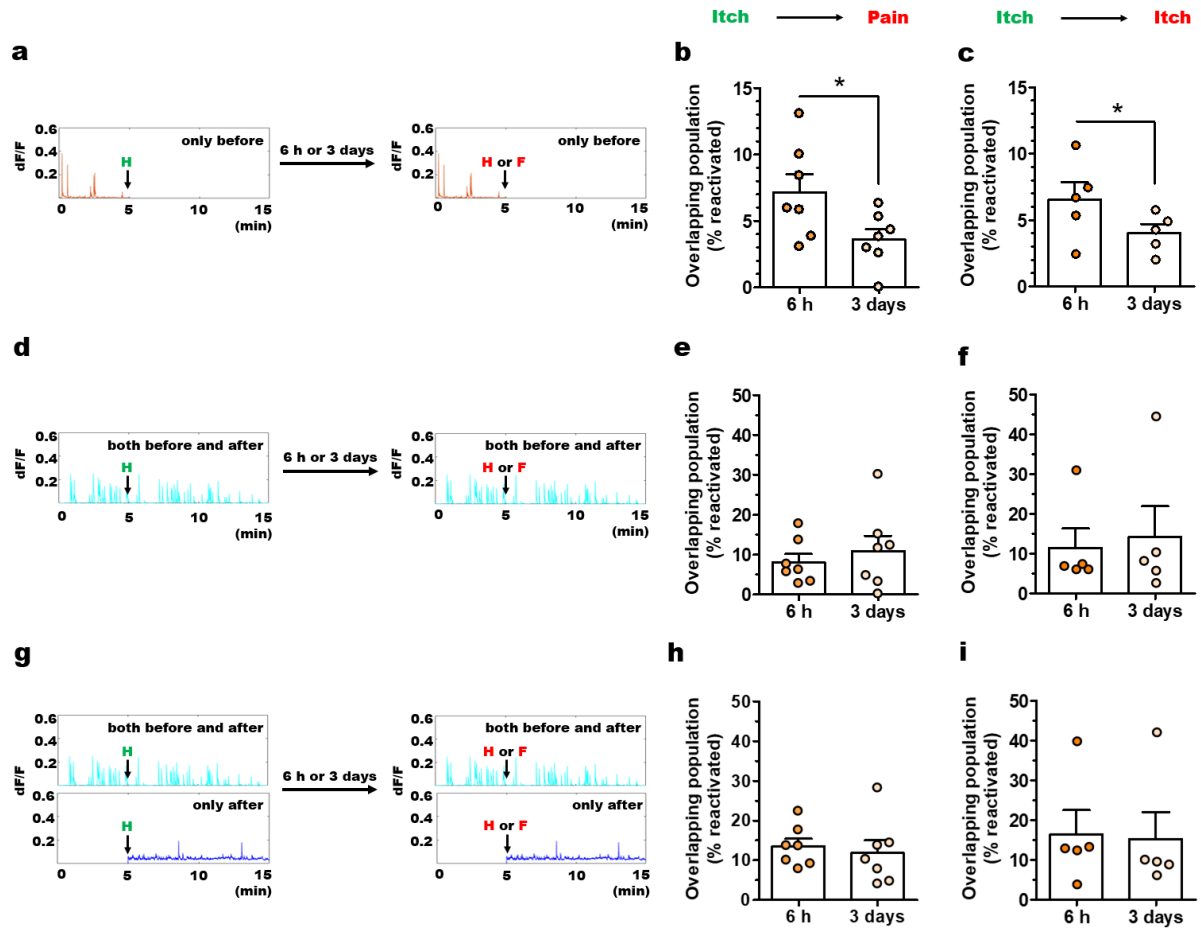 Itch Pain Itch Itch
a b c
only before
H
6 h or 3 days
only before
H or F
dF/F
0.6
0.4
0.2
0 5 10 15
(min)
dF/F
0.6
0.4
0.2
0 5 10 15
(min)
Overlapping population
(% reactivated)
15
10
5
0
*
6 h 3 days
Overlapping population
(% reactivated)
15
10
5
0
*
6 h 3 days
d e f
both before and after
H
6 h or 3 days
both before and after
H or F
dF/F
0.6
0.4
0.2
0 5 10 15
(min)
dF/F
0.6
0.4
0.2
0 5 10 15
(min)
Overlapping population
(% reactivated)
50
40
30
20
10
0
6 h 3 days
Overlapping population
(% reactivated)
50
40
30
20
10
0
6 h 3 days
g h i
both before and after
H
6 h or 3 days
both before and after
H or F
dF/F
0.6
0.4
0.6
0.2
only after
H
0 5 10 15
(min)
dF/F
0.6
0.4
0.6
0.2
only after
H or F
0 5 10 15
(min)
Overlapping population
(% reactivated)
50
40
30
20
10
0
6 h 3 days
Overlapping population
(% reactivated)
50
40
30
20
10
0
6 h 3 days